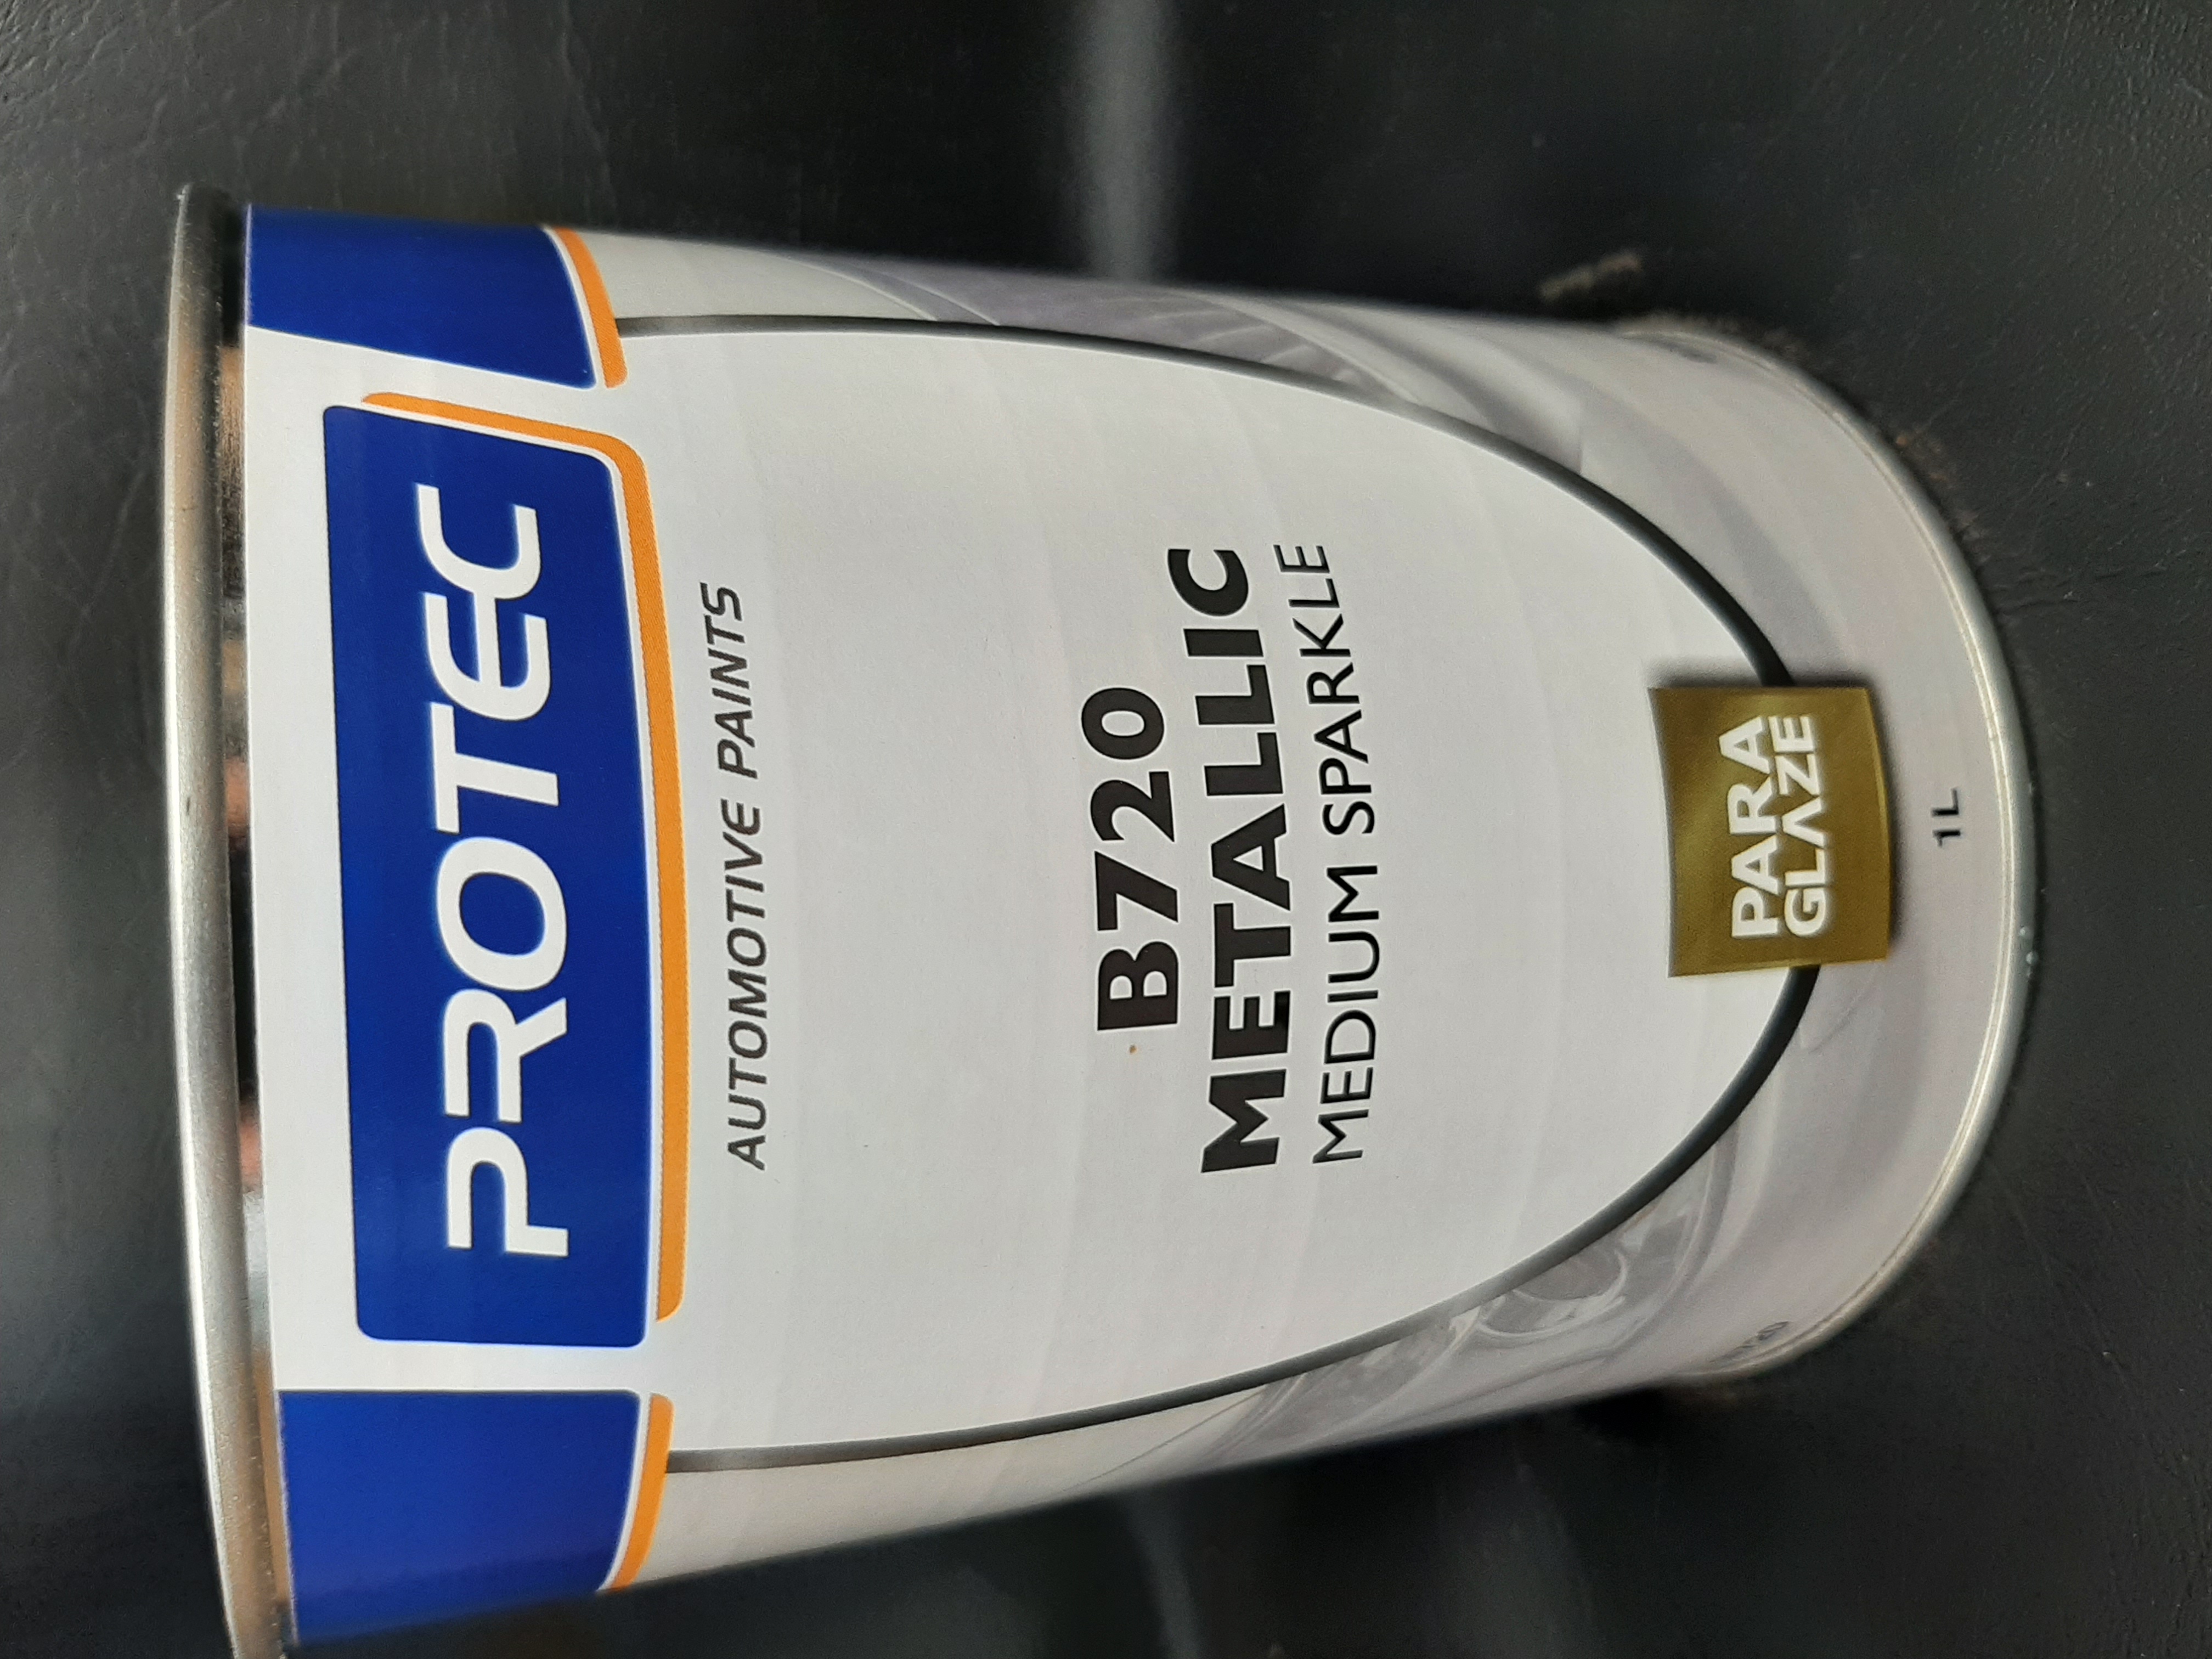 PROTEC
AUTOMOTIVE PAINTS
B720
METALLIC
MEDIUM SPARKLE
PARA
GLAZE
1L